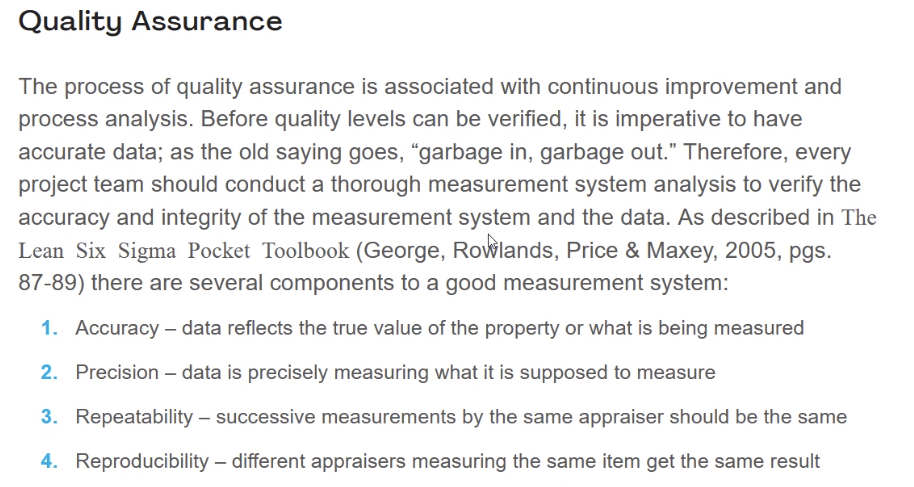 Quality Assurance
The process of quality assurance is associated with continuous improvement and
process analysis. Before quality levels can be verified, it is imperative to have
accurate data; as the old saying goes, “garbage in, garbage out.” Therefore, every
project team should conduct a thorough measurement system analysis to verify the
accuracy and integrity of the measurement system and the data. As described in The
Lean Six Sigma Pocket Toolbook (George, Rowlands, Price & Maxey, 2005, pgs.
87-89) there are several components to a good measurement system:
1. Accuracy – data reflects the true value of the property or what is being measured
2. Precision – data is precisely measuring what it is supposed to measure
3. Repeatability – successive measurements by the same appraiser should be the same
4. Reproducibility – different appraisers measuring the same item get the same result